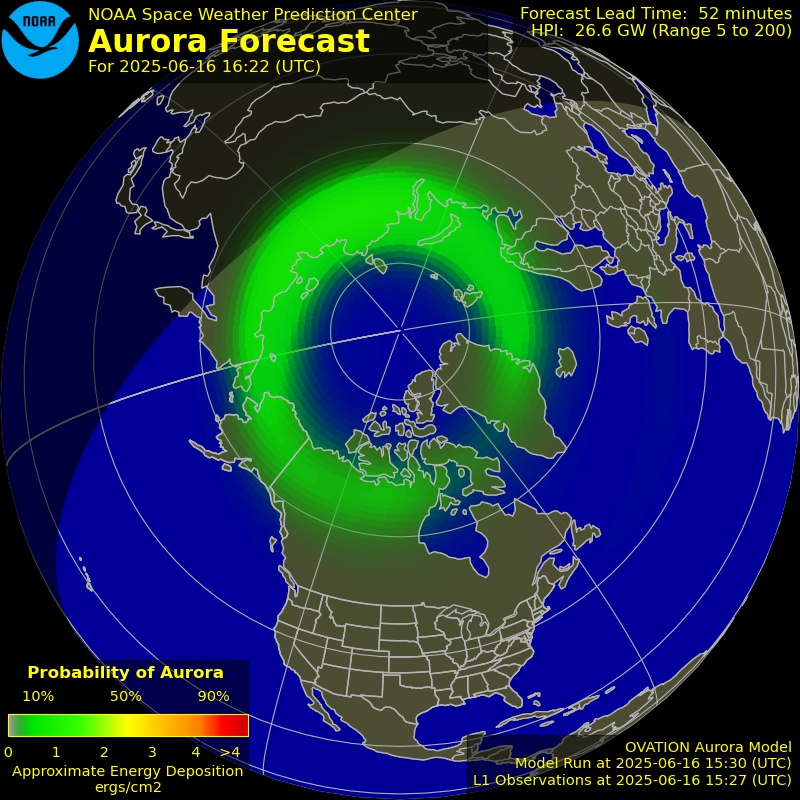 NOAA
NOAA Space Weather Prediction Center
Aurora Forecast
For 2025-06-16 16:22 (UTC)
Forecast Lead Time: 52 minutes
HPI: 26.6 GW (Range 5 to 200)
Probability of Aurora
10% 50% 90%
0 1 2 3 4 >4
Approximate Energy Deposition
ergs/cm2
OVATION Aurora Model
Model Run at 2025-06-16 15:30 (UTC)
L1 Observations at 2025-06-16 15:27 (UTC)